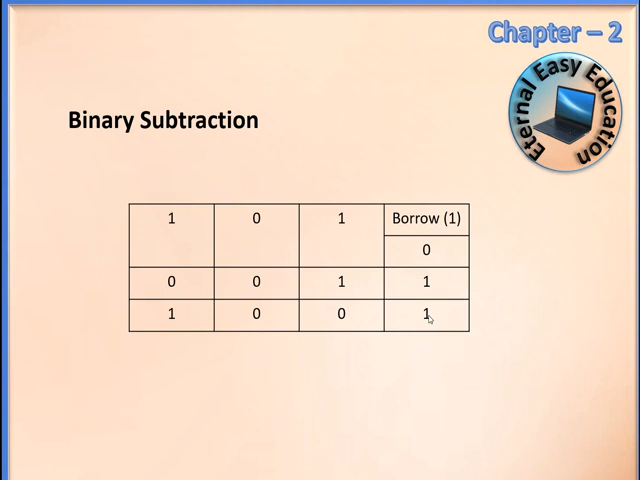 Chapter – 2
Eternal Easy Education
Binary Subtraction
1 0 1 Borrow (1)
0
0 0 1 1
1 0 0 1